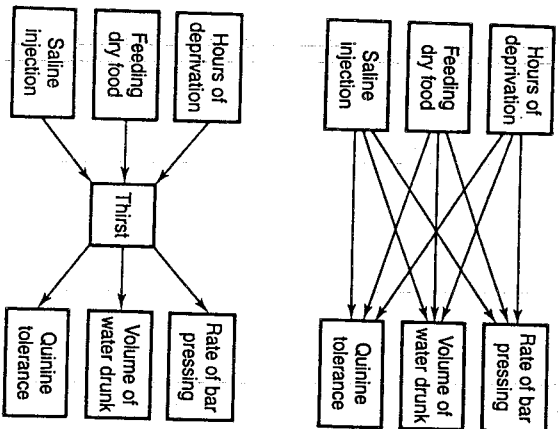 Hours of
deprivation
Feeding
dry food
Saline
injection
Rate of bar
pressing
Volume of
water drunk
Quinine
tolerance
Hours of
deprivation
Feeding
dry food
Saline
injection
Thirst
Rate of bar
pressing
Volume of
water drunk
Quinine
tolerance